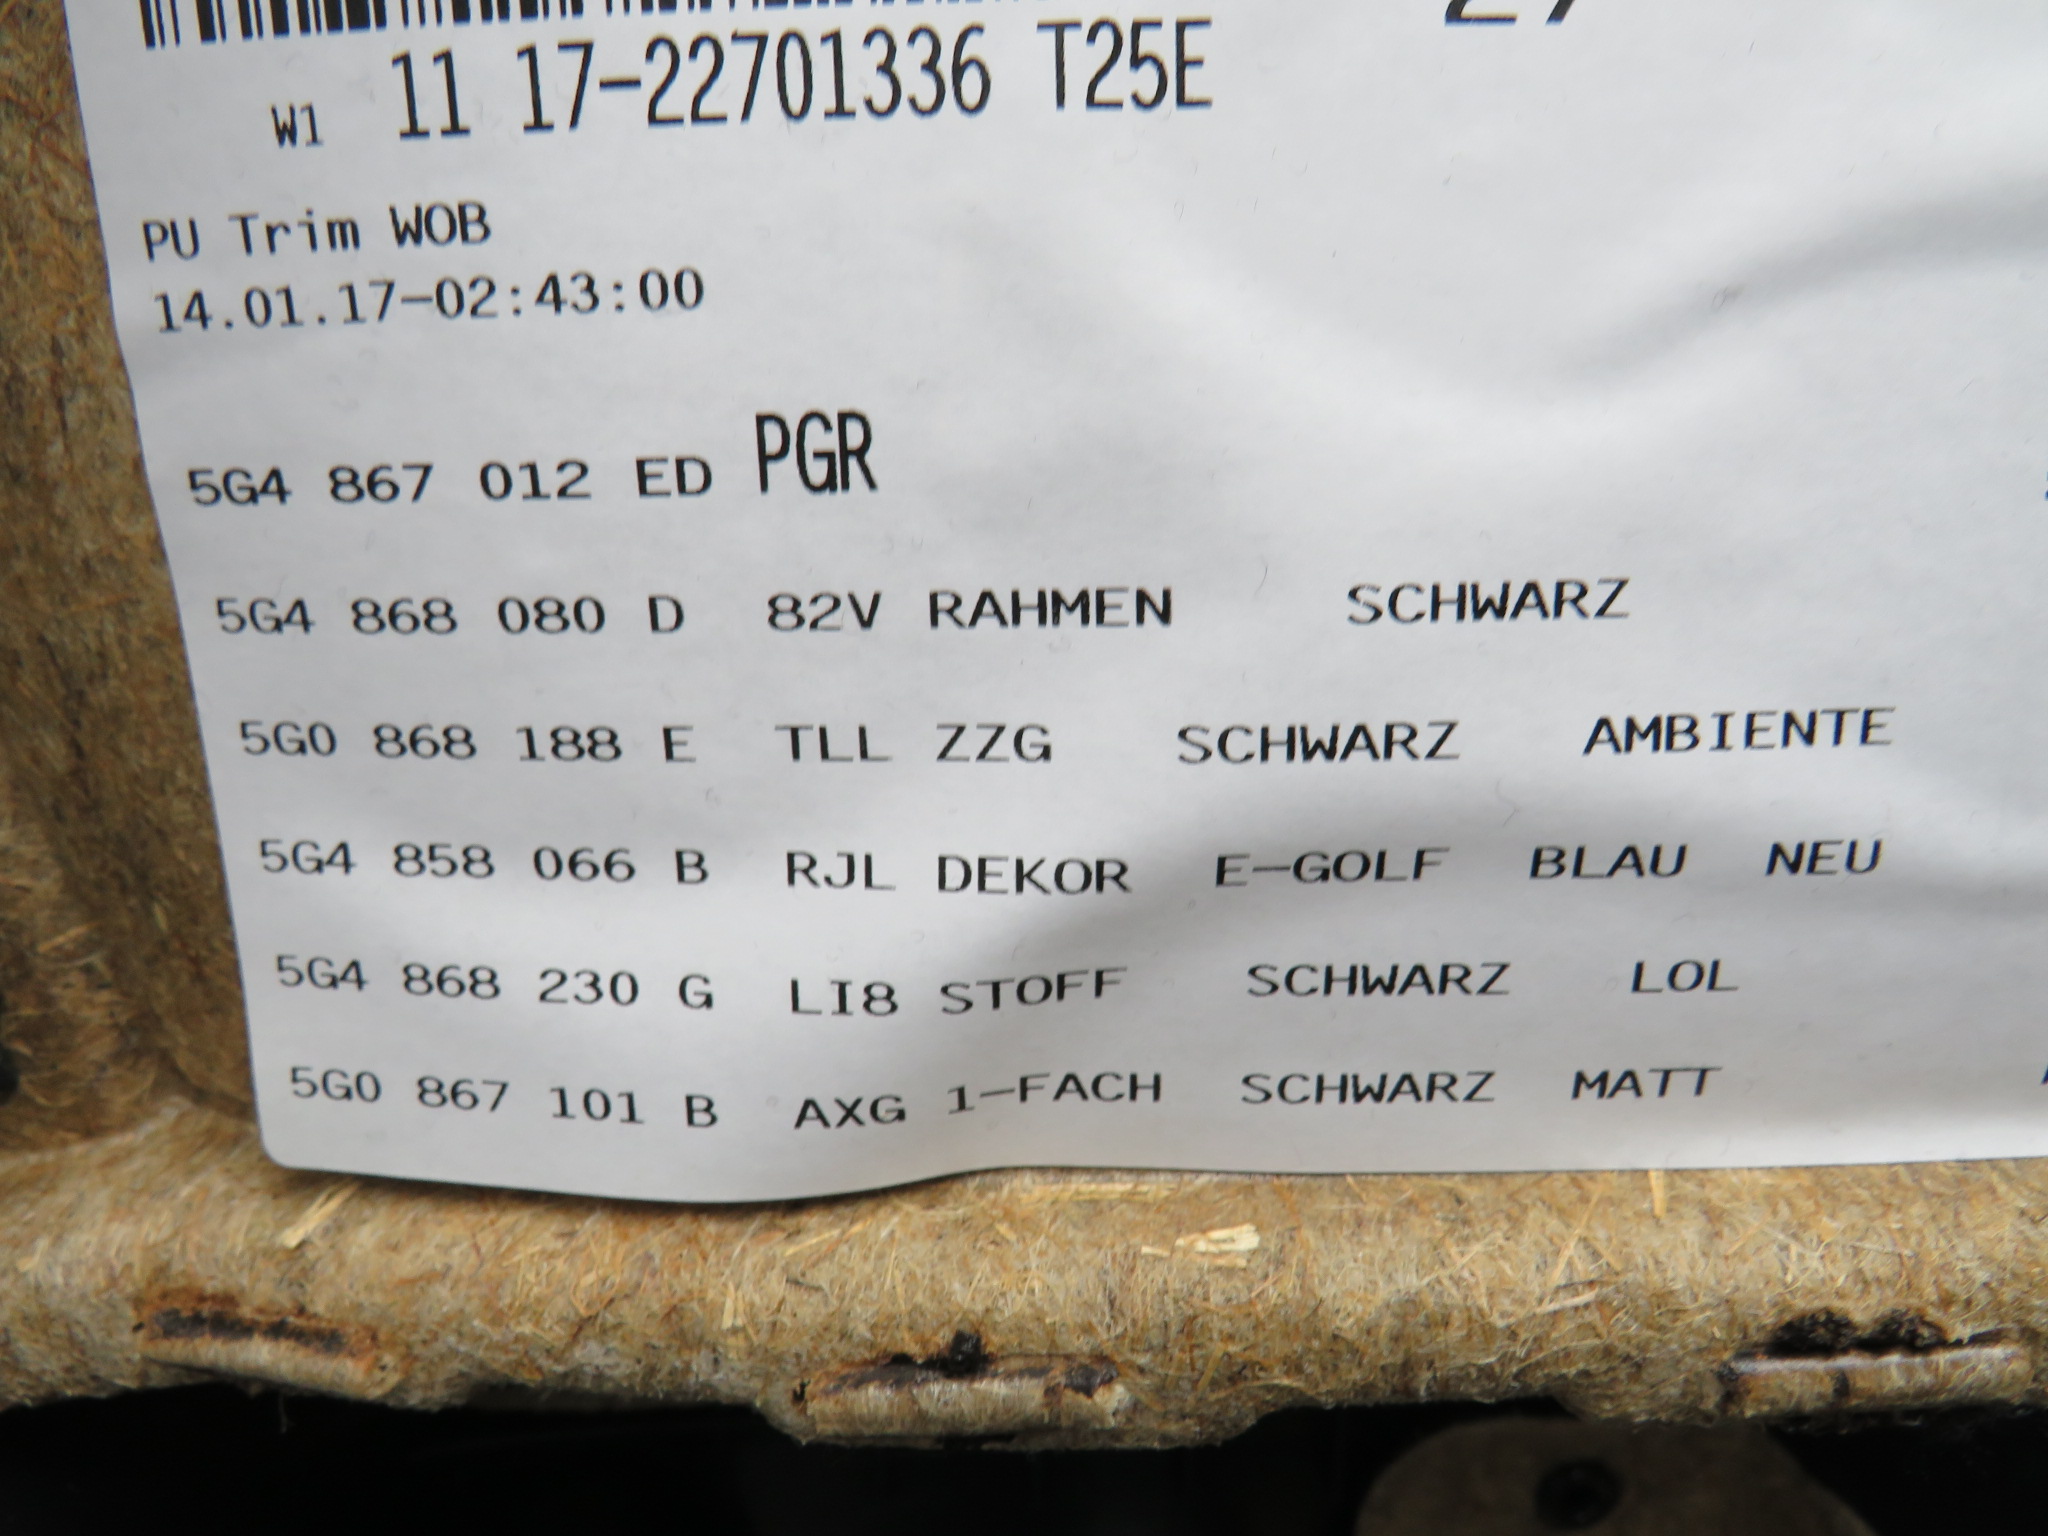 W1 11 17-22701336 T25E
PU Trim WOB
14.01.17-02:43:00
5G4 867 012 ED PGR
5G4 868 080 D 82V RAHMEN SCHWARZ
5G0 868 188 E TLL ZZG SCHWARZ AMBIENTE
5G4 858 066 B RJL DEKOR E-GOLF BLAU NEU
5G4 868 230 G LI8 STOFF SCHWARZ LOL
5G0 867 101 B AXG 1-FACH SCHWARZ MATT